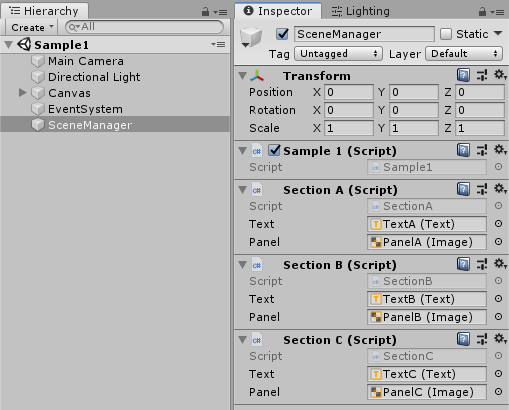 Hierarchy
Create
All
Sample1
Main Camera
Directional Light
Canvas
EventSystem
SceneManager
Inspector
Lighting
SceneManager
Static
Tag Untagged Layer Default
Transform
Position X 0 Y 0 Z 0
Rotation X 0 Y 0 Z 0
Scale X 1 Y 1 Z 1
C# Sample 1 (Script)
Script Sample1
C# Section A (Script)
Script SectionA
Text TextA (Text)
Panel PanelA (Image)
C# Section B (Script)
Script SectionB
Text TextB (Text)
Panel PanelB (Image)
C# Section C (Script)
Script SectionC
Text TextC (Text)
Panel PanelC (Image)